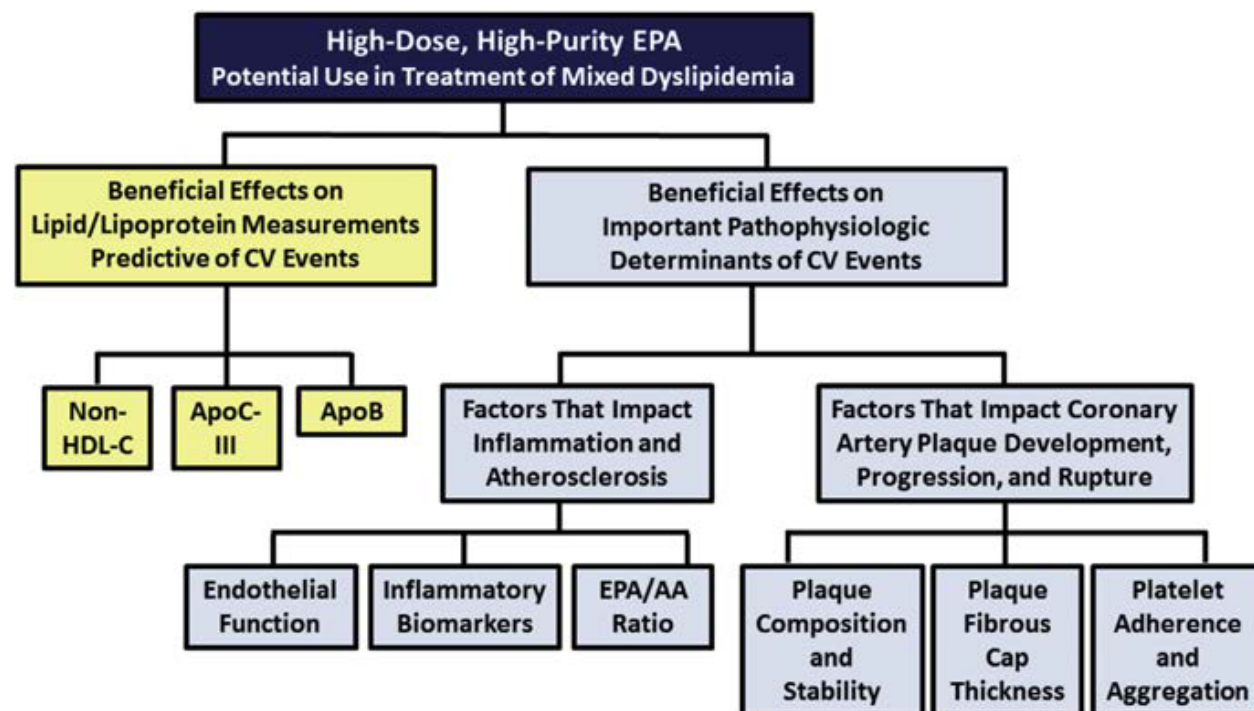 High-Dose, High-Purity EPA
Potential Use in Treatment of Mixed Dyslipidemia
Beneficial Effects on
Lipid/Lipoprotein Measurements
Predictive of CV Events
Beneficial Effects on
Important Pathophysiologic
Determinants of CV Events
Non-
HDL-C
ApoC-
III
ApoB
Factors That Impact
Inflammation and
Atherosclerosis
Factors That Impact Coronary
Artery Plaque Development,
Progression, and Rupture
Endothelial
Function
Inflammatory
Biomarkers
EPA/AA
Ratio
Plaque
Composition
and
Stability
Plaque
Fibrous
Cap
Thickness
Platelet
Adherence
and
Aggregation